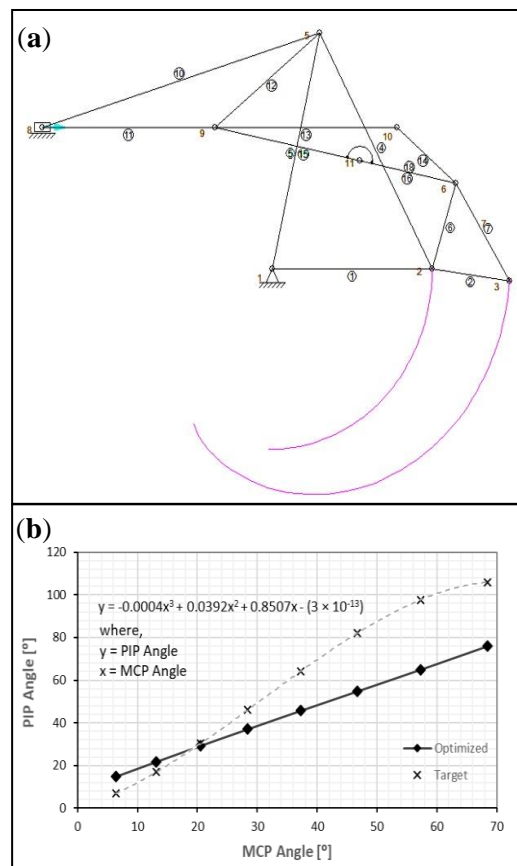 (a)
5
10
12
8
11
9
13
10
5 15
4
14
11
18
16
6
6
7
7
1
1
2
2
3
(b)
120
100
80
60
40
20
0
y = -0.0004x³ + 0.0392x² + 0.8507x - (3 × 10⁻¹³)
where,
y = PIP Angle
x = MCP Angle
PIP Angle [°]
Optimized
Target
0 10 20 30 40 50 60 70
MCP Angle [°]